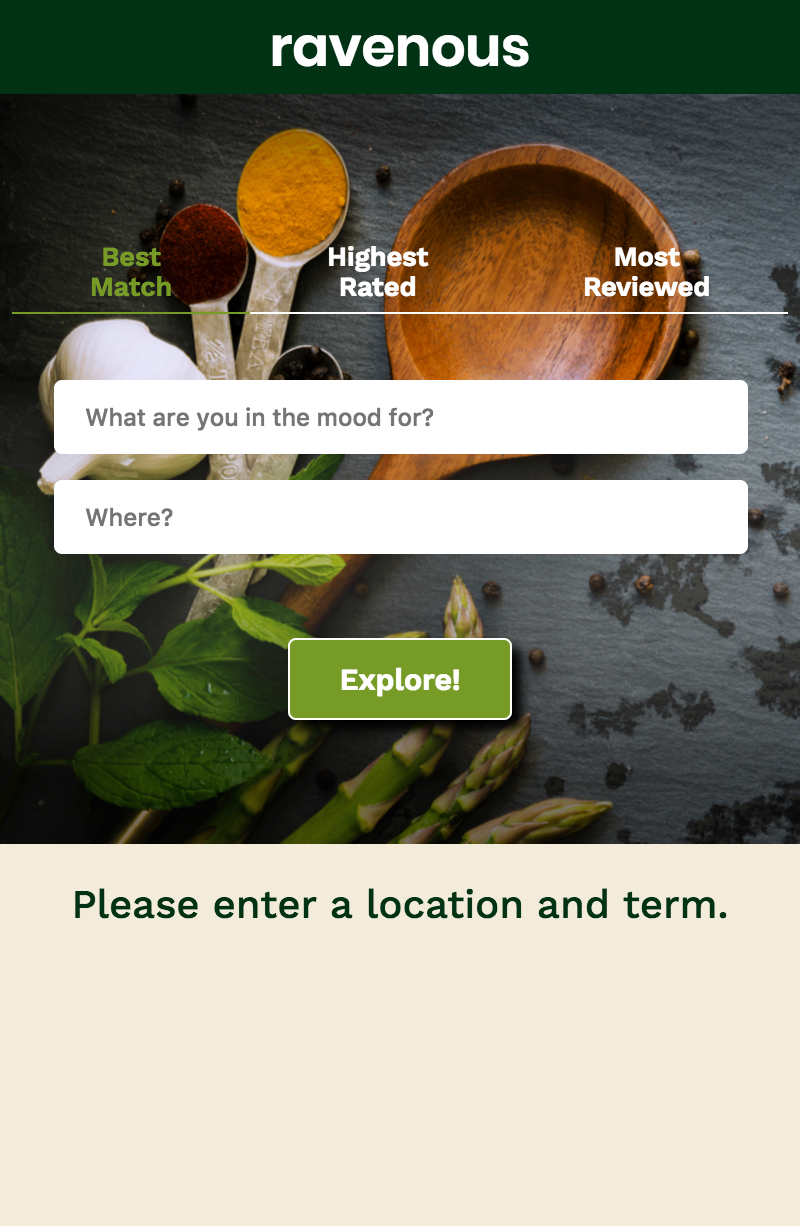 ravenous
Best
Match
Highest
Rated
Most
Reviewed
What are you in the mood for?
Where?
Explore!
Please enter a location and term.